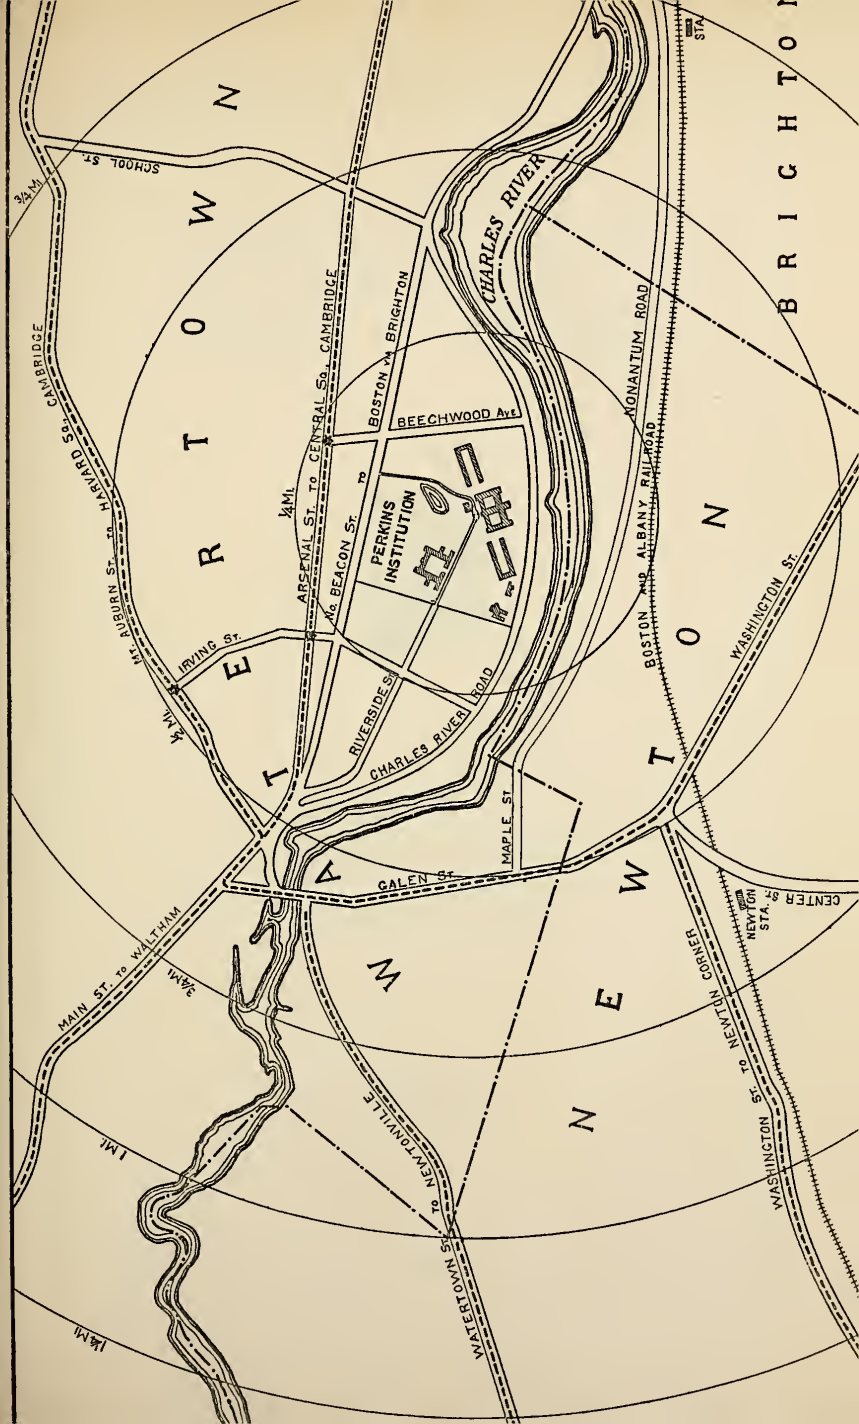 WATERTOWN
NEWTON
BRIGHTON
CHARLES RIVER
PERKINS
INSTITUTION
SCHOOL ST.
MT. AUBURN ST. TO HARVARD SQ. CAMBRIDGE
ARSENAL ST. TO CENTRAL SQ. CAMBRIDGE
No. BEACON ST.
BOSTON VIA BRIGHTON
BEECHWOOD AVE
IRVING ST.
RIVERSIDE ST
CHARLES RIVER ROAD
NONANTUM ROAD
BOSTON AND ALBANY RAILROAD
WASHINGTON ST.
MAPLE ST
GALEN ST.
MAIN ST. TO WALTHAM
WATERTOWN ST. TO NEWTONVILLE
WASHINGTON ST. TO NEWTON CORNER
CENTER ST.
NEWTON
STA.
STA.
1/4 MI.
1/2 MI.
3/4 MI.
3/4 MI
1 MI.
1 1/4 MI